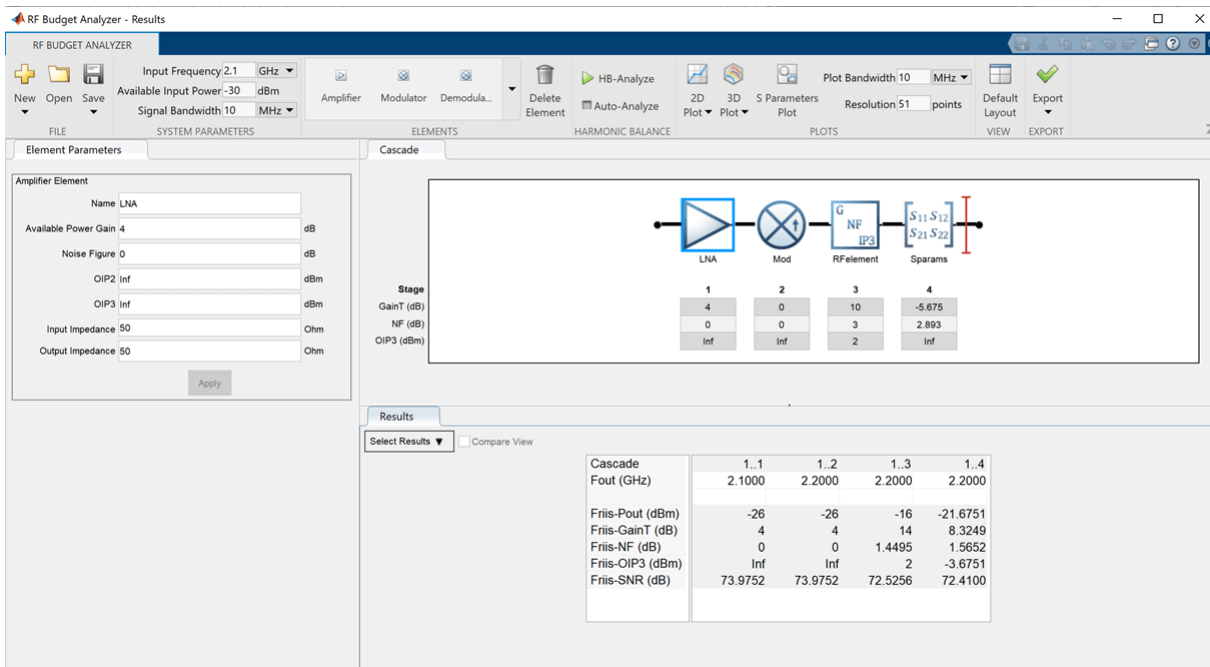 RF Budget Analyzer - Results
RF BUDGET ANALYZER
New
Open
Save
FILE
Input Frequency 2.1 GHz
Available Input Power -30 dBm
Signal Bandwidth 10 MHz
SYSTEM PARAMETERS
Amplifier
Modulator
Demodula...
ELEMENTS
Delete
Element
HB-Analyze
Auto-Analyze
HARMONIC BALANCE
2D
Plot
3D
Plot
S Parameters
Plot
Plot Bandwidth 10 MHz
Resolution 51 points
PLOTS
Default
Layout
VIEW
Export
EXPORT
Element Parameters
Amplifier Element
Name LNA
Available Power Gain 4 dB
Noise Figure 0 dB
OIP2 Inf dBm
OIP3 Inf dBm
Input Impedance 50 Ohm
Output Impedance 50 Ohm
Apply
Cascade
G
NF
IP3
S11 S12
S21 S22
LNA Mod RFelement Sparams
Stage 1 2 3 4
GainT (dB) 4 0 10 -5.675
NF (dB) 0 0 3 2.893
OIP3 (dBm) Inf Inf 2 Inf
Results
Select Results ▼ Compare View
Cascade 1..1 1..2 1..3 1..4
Fout (GHz) 2.1000 2.2000 2.2000 2.2000
Friis-Pout (dBm) -26 -26 -16 -21.6751
Friis-GainT (dB) 4 4 14 8.3249
Friis-NF (dB) 0 0 1.4495 1.5652
Friis-OIP3 (dBm) Inf Inf 2 -3.6751
Friis-SNR (dB) 73.9752 73.9752 72.5256 72.4100